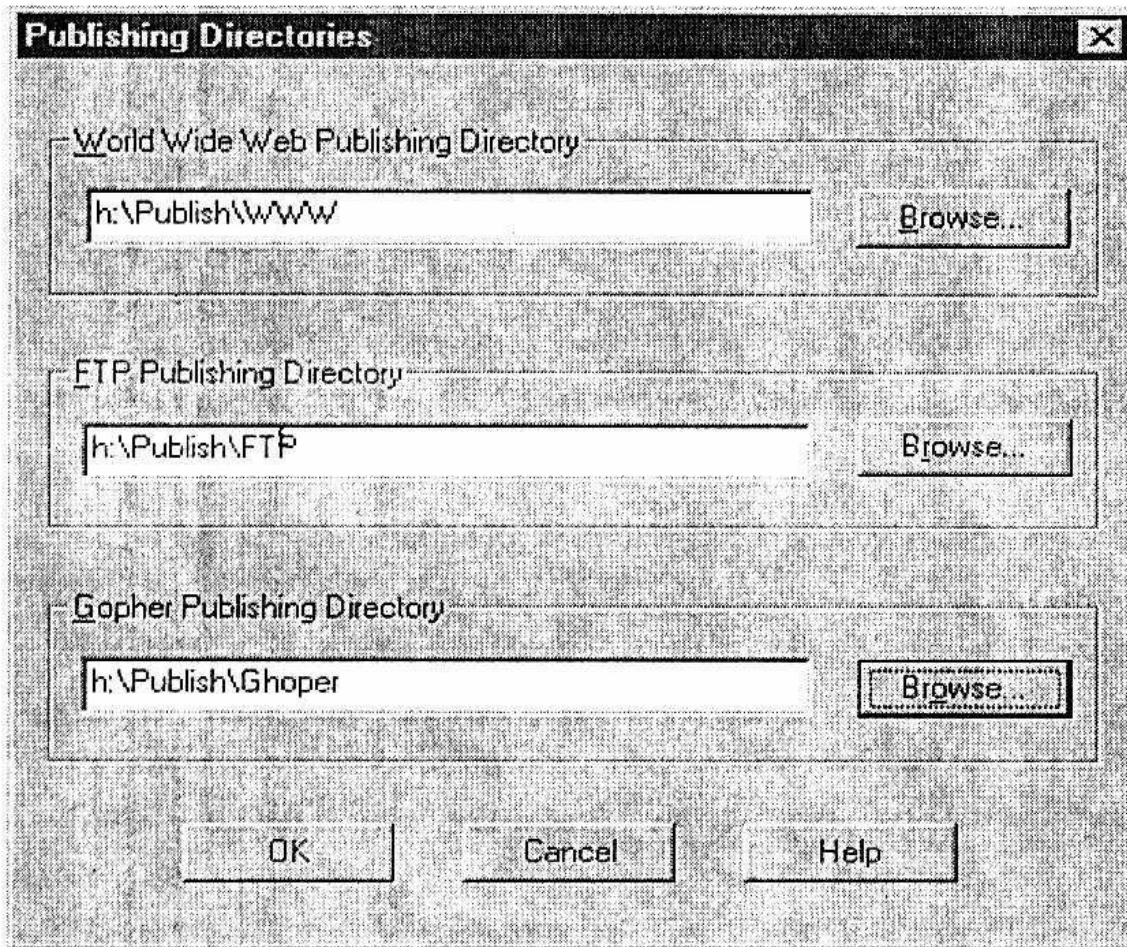 Publishing Directories
World Wide Web Publishing Directory
h:\Publish\WWW
Browse...
FTP Publishing Directory
h:\Publish\FTP
Browse...
Gopher Publishing Directory
h:\Publish\Ghoper
Browse...
OK Cancel Help